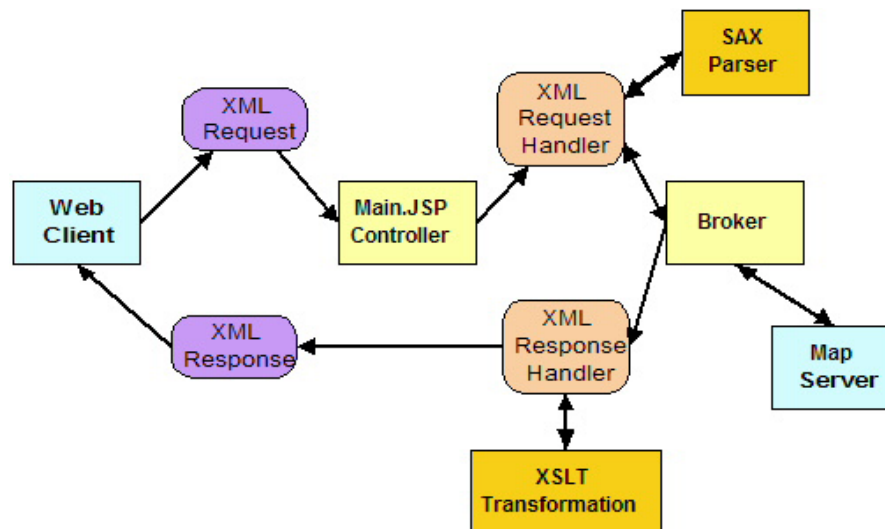 SAX
Parser
XML
Request
XML
Request
Handler
Web
Client
Main.JSP
Controller
Broker
XML
Response
XML
Response
Handler
Map
Server
XSLT
Transformation